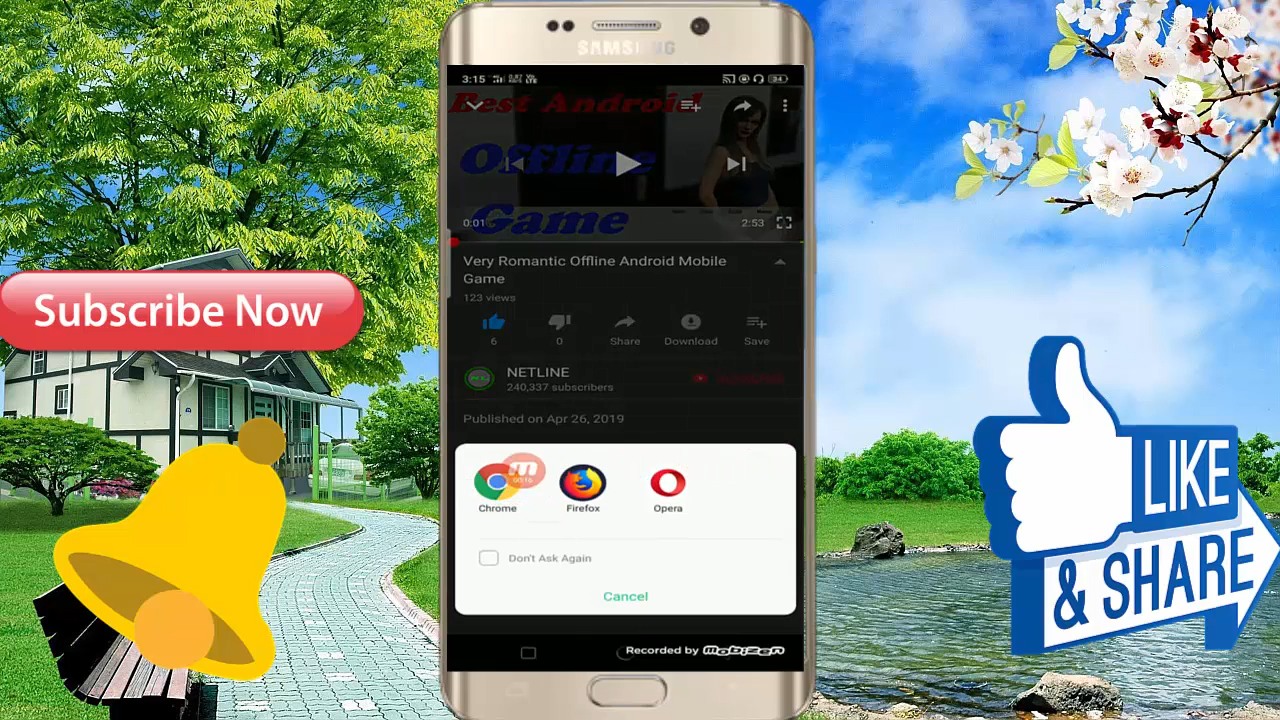 SAMSUNG
3:15
34
Best Android
Offline
Game
0:01
2:53
Very Romantic Offline Android Mobile
Game
123 views
6
0
Share
Download
Save
NETLINE
240,337 subscribers
Published on Apr 26, 2019
Chrome
Firefox
Opera
Don't Ask Again
Cancel
Recorded by mobizen
Subscribe Now
LIKE
& SHARE